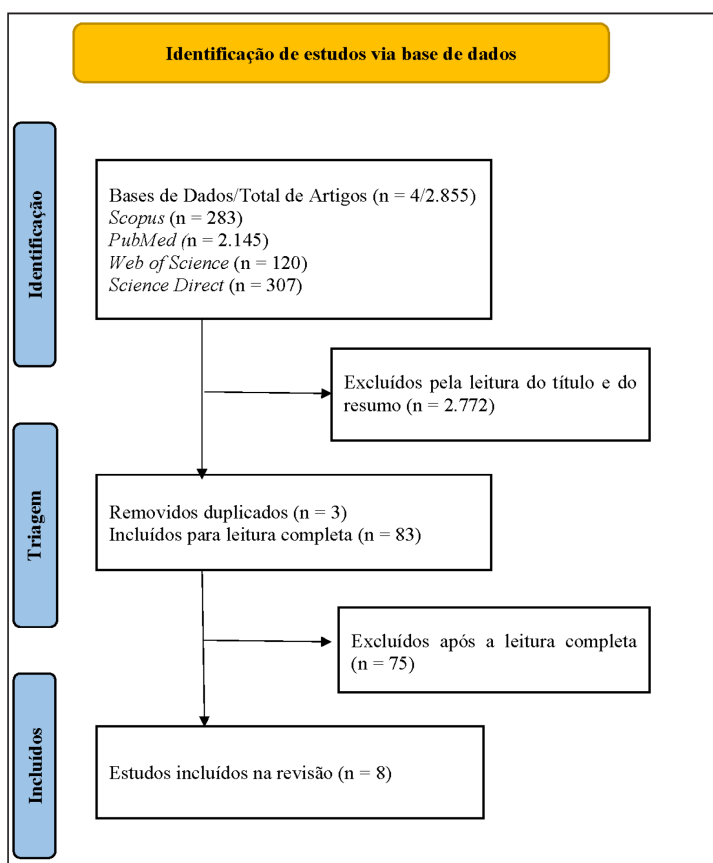 Identificação de estudos via base de dados
Identificação
Bases de Dados/Total de Artigos (n = 4/2.855)
Scopus (n = 283)
PubMed (n = 2.145)
Web of Science (n = 120)
Science Direct (n = 307)
Excluídos pela leitura do título e do
resumo (n = 2.772)
Triagem
Removidos duplicados (n = 3)
Incluídos para leitura completa (n = 83)
Excluídos após a leitura completa
(n = 75)
Incluídos
Estudos incluídos na revisão (n = 8)